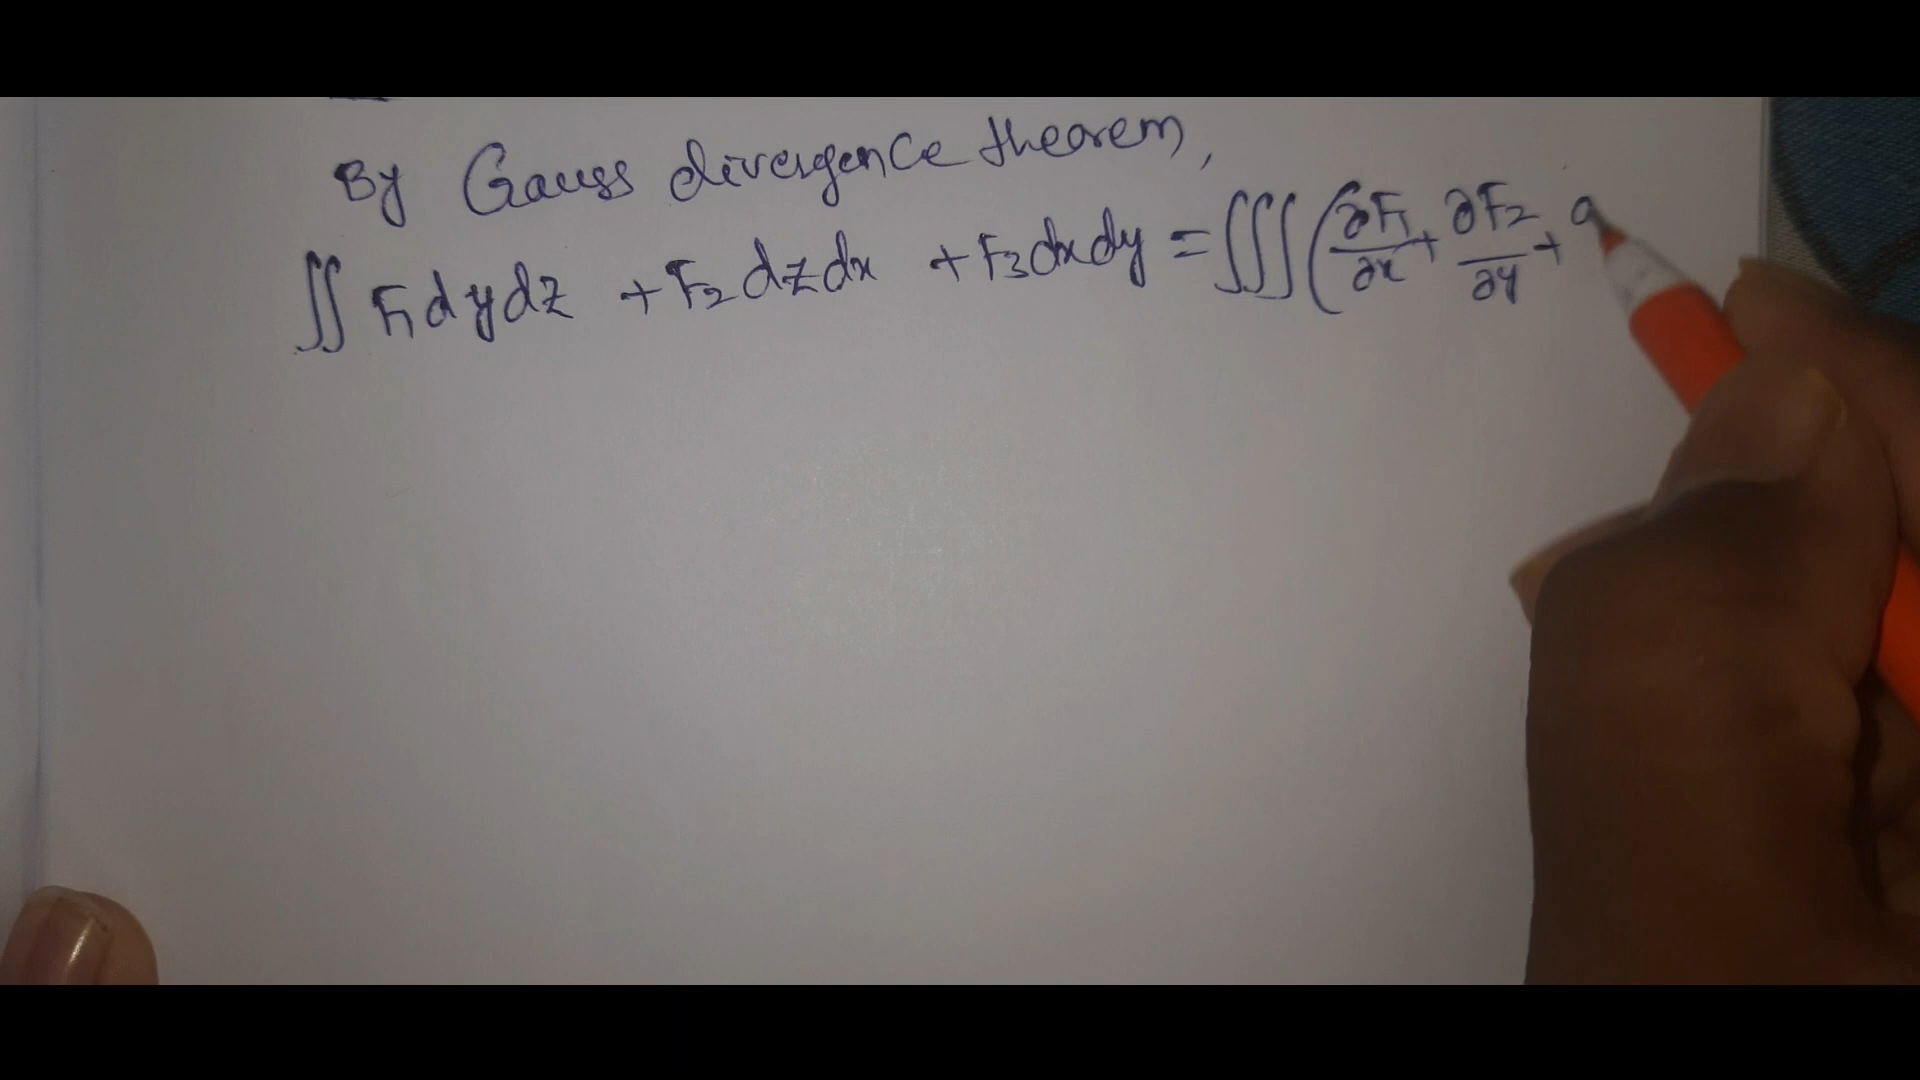 By Gauss divergence theorem,
∬ F₁dydz + F₂dzdx + F₃dxdy = ∭ (∂F₁/∂x + ∂F₂/∂y +